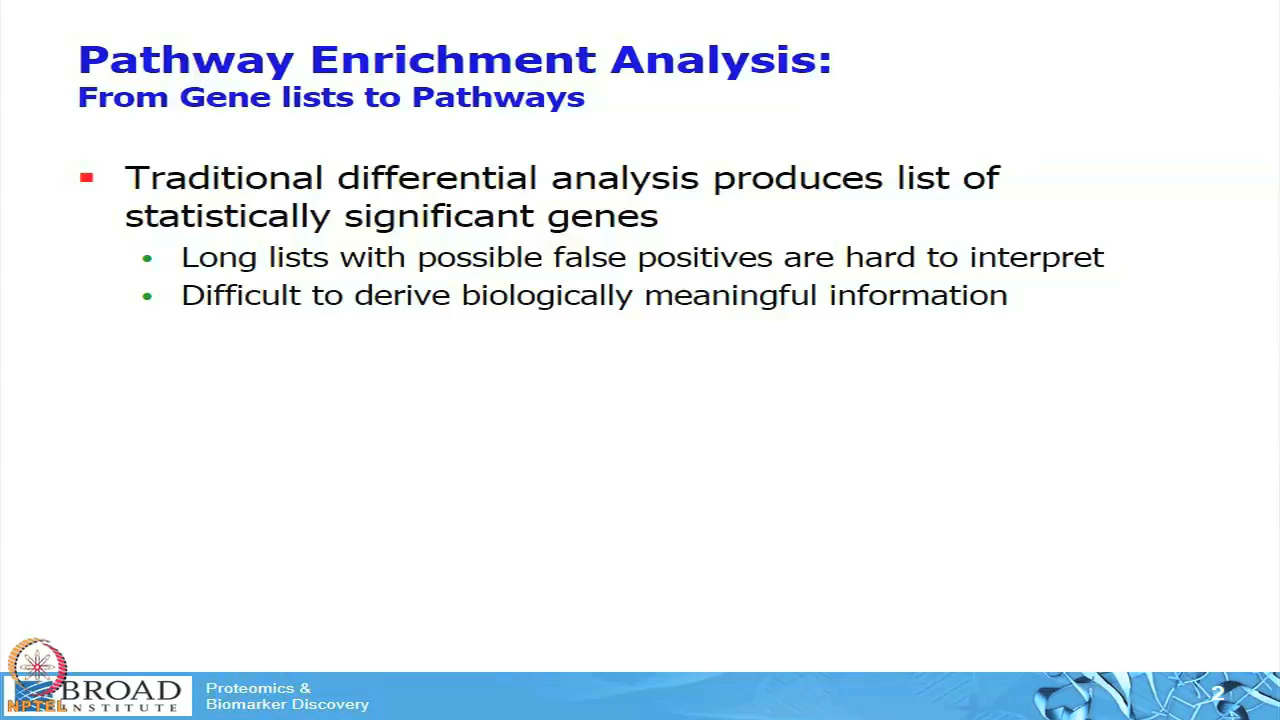 Pathway Enrichment Analysis:
From Gene lists to Pathways
▪ Traditional differential analysis produces list of
statistically significant genes
• Long lists with possible false positives are hard to interpret
• Difficult to derive biologically meaningful information
BROAD
INSTITUTE
NPTEL
Proteomics &
Biomarker Discovery
2